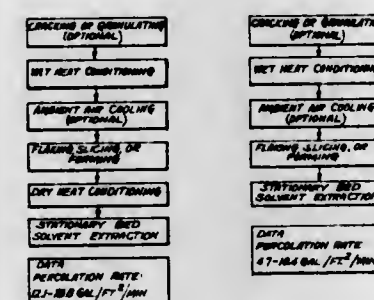 CRACKING OR GRANULATING
(OPTIONAL)
WET HEAT CONDITIONING
AMBIENT AIR COOLING
(OPTIONAL)
FLAKING, SLICING, OR
FORMING
DRY HEAT CONDITIONING
STATIONARY BED
SOLVENT EXTRACTION
DATA
PERCOLATION RATE:
GAL/FT²/MIN
CRACKING OR GRANULATI
(OPTIONAL)
WET HEAT CONDITIONIN
AMBIENT AIR COOLING
(OPTIONAL)
FLAKING, SLICING, OR
FORMING
STATIONARY BED
SOLVENT EXTRACTION
DATA
PERCOLATION RATE
GAL/FT²/MIN